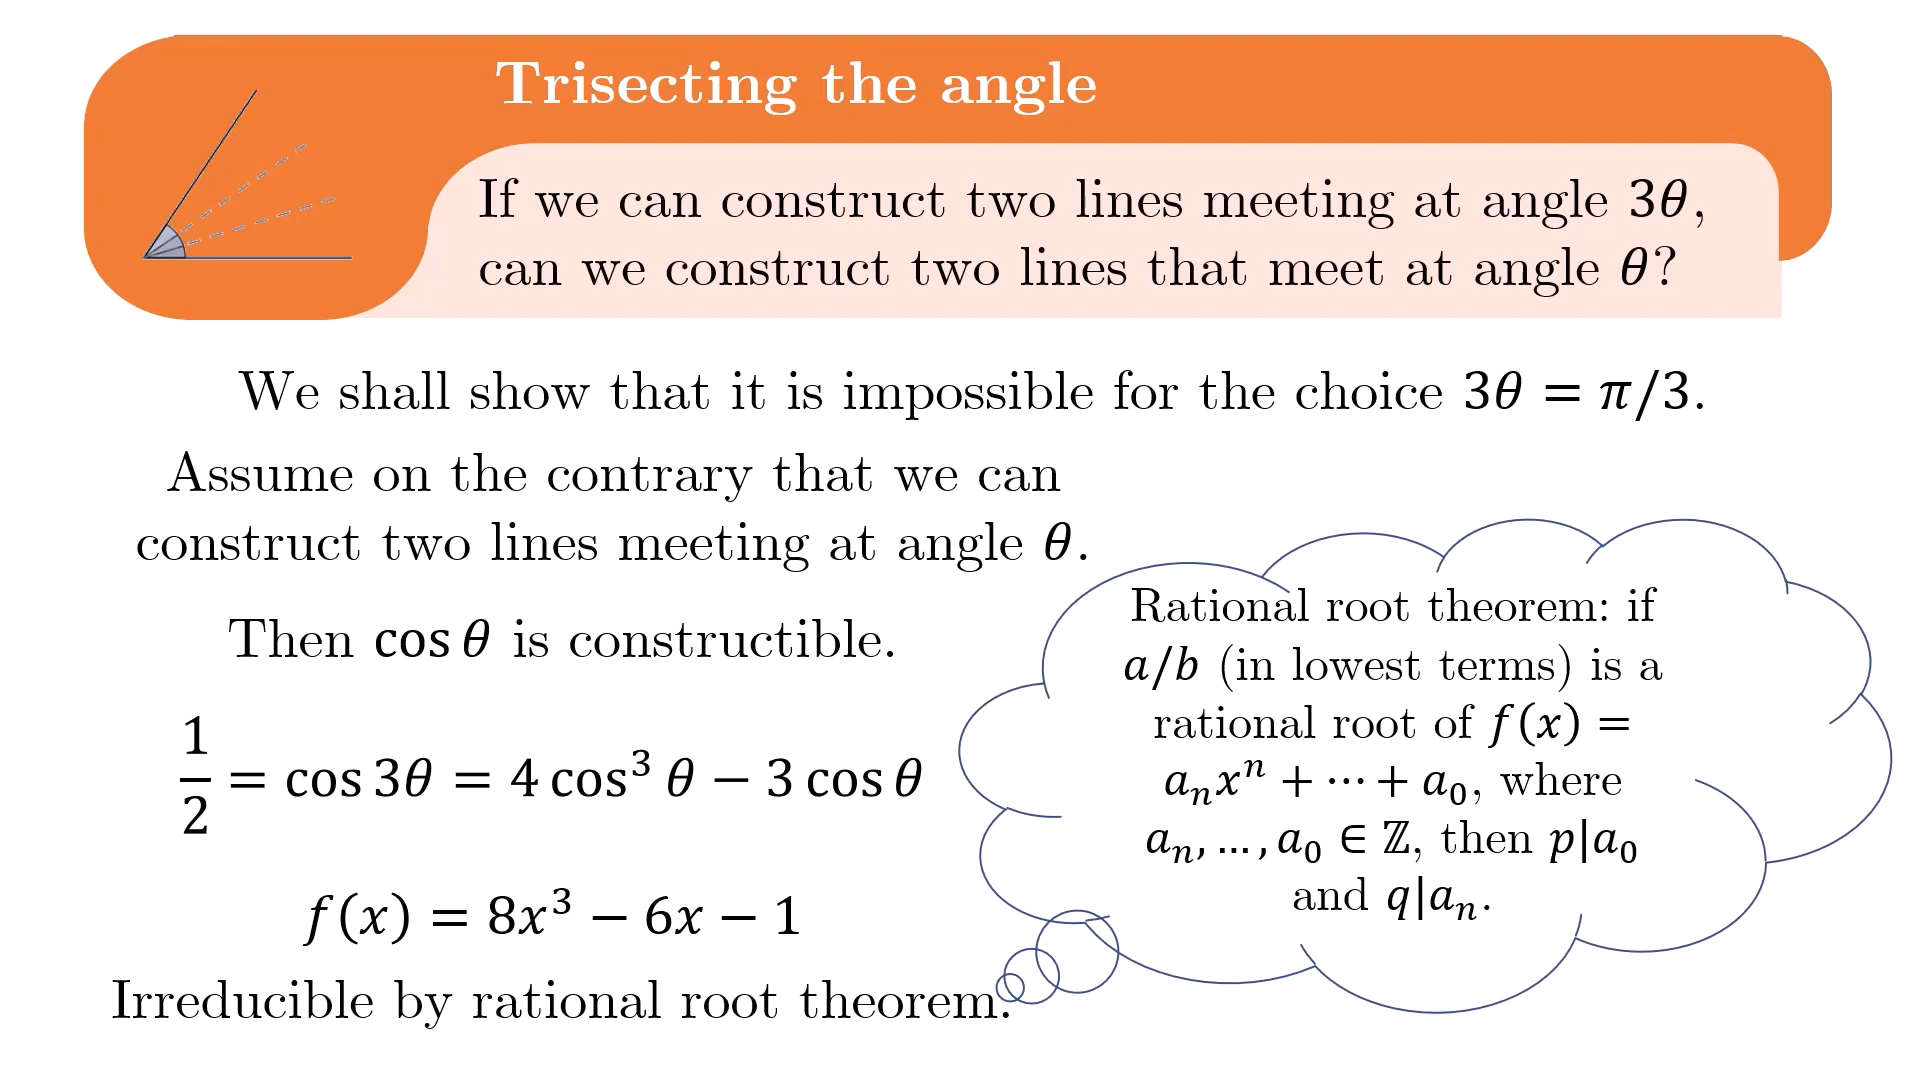 Trisecting the angle
If we can construct two lines meeting at angle 3θ,
can we construct two lines that meet at angle θ?
We shall show that it is impossible for the choice 3θ = π/3.
Assume on the contrary that we can
construct two lines meeting at angle θ.
Then cos θ is constructible.
1/2 = cos 3θ = 4 cos³ θ − 3 cos θ
f(x) = 8x³ − 6x − 1
Irreducible by rational root theorem.
Rational root theorem: if
a/b (in lowest terms) is a
rational root of f(x) =
aₙxⁿ + ⋯ + a₀, where
aₙ, … , a₀ ∈ ℤ, then p|a₀
and q|aₙ.